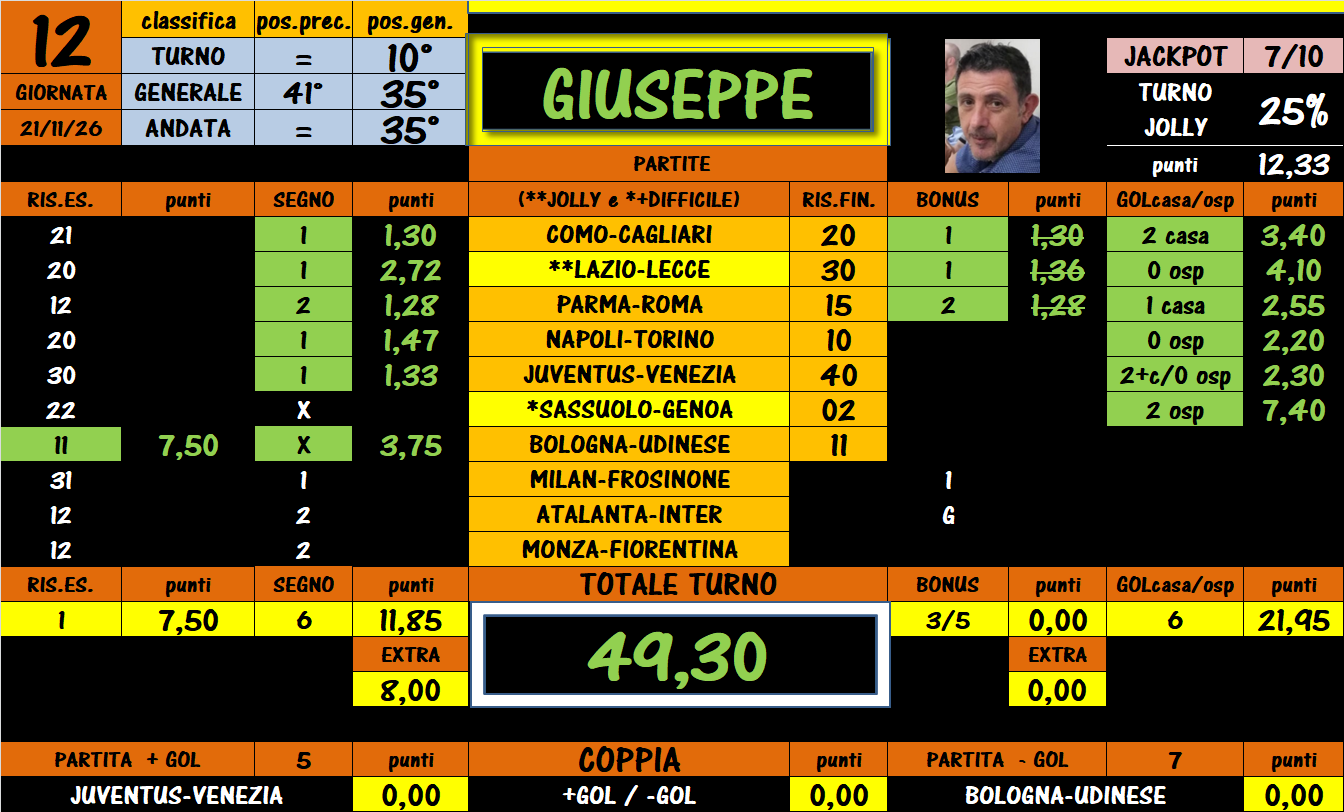 12 classifica pos.prec. pos.gen.
TURNO = 10° GIUSEPPE JACKPOT 7/10
GIORNATA GENERALE 41° 35° TURNO JOLLY 25%
21/11/26 ANDATA = 35°
PARTITE punti 12,33
RIS.ES. punti SEGNO punti (**JOLLY e *+DIFFICILE) RIS.FIN. BONUS punti GOLcasa/osp punti
21 1 1,30 COMO-CAGLIARI 20 1 1,30 2 casa 3,40
20 1 2,72 **LAZIO-LECCE 30 1 1,36 0 osp 4,10
12 2 1,28 PARMA-ROMA 15 2 1,28 1 casa 2,55
20 1 1,47 NAPOLI-TORINO 10 0 osp 2,20
30 1 1,33 JUVENTUS-VENEZIA 40 2+c/0 osp 2,30
22 X *SASSUOLO-GENOA 02 2 osp 7,40
11 7,50 X 3,75 BOLOGNA-UDINESE 11
31 1 MILAN-FROSINONE 1
12 2 ATALANTA-INTER G
12 2 MONZA-FIORENTINA
RIS.ES. punti SEGNO punti TOTALE TURNO BONUS punti GOLcasa/osp punti
1 7,50 6 11,85 49,30 3/5 0,00 6 21,95
EXTRA EXTRA
8,00 0,00
PARTITA + GOL 5 punti COPPIA punti PARTITA - GOL 7 punti
JUVENTUS-VENEZIA 0,00 +GOL / -GOL 0,00 BOLOGNA-UDINESE 0,00